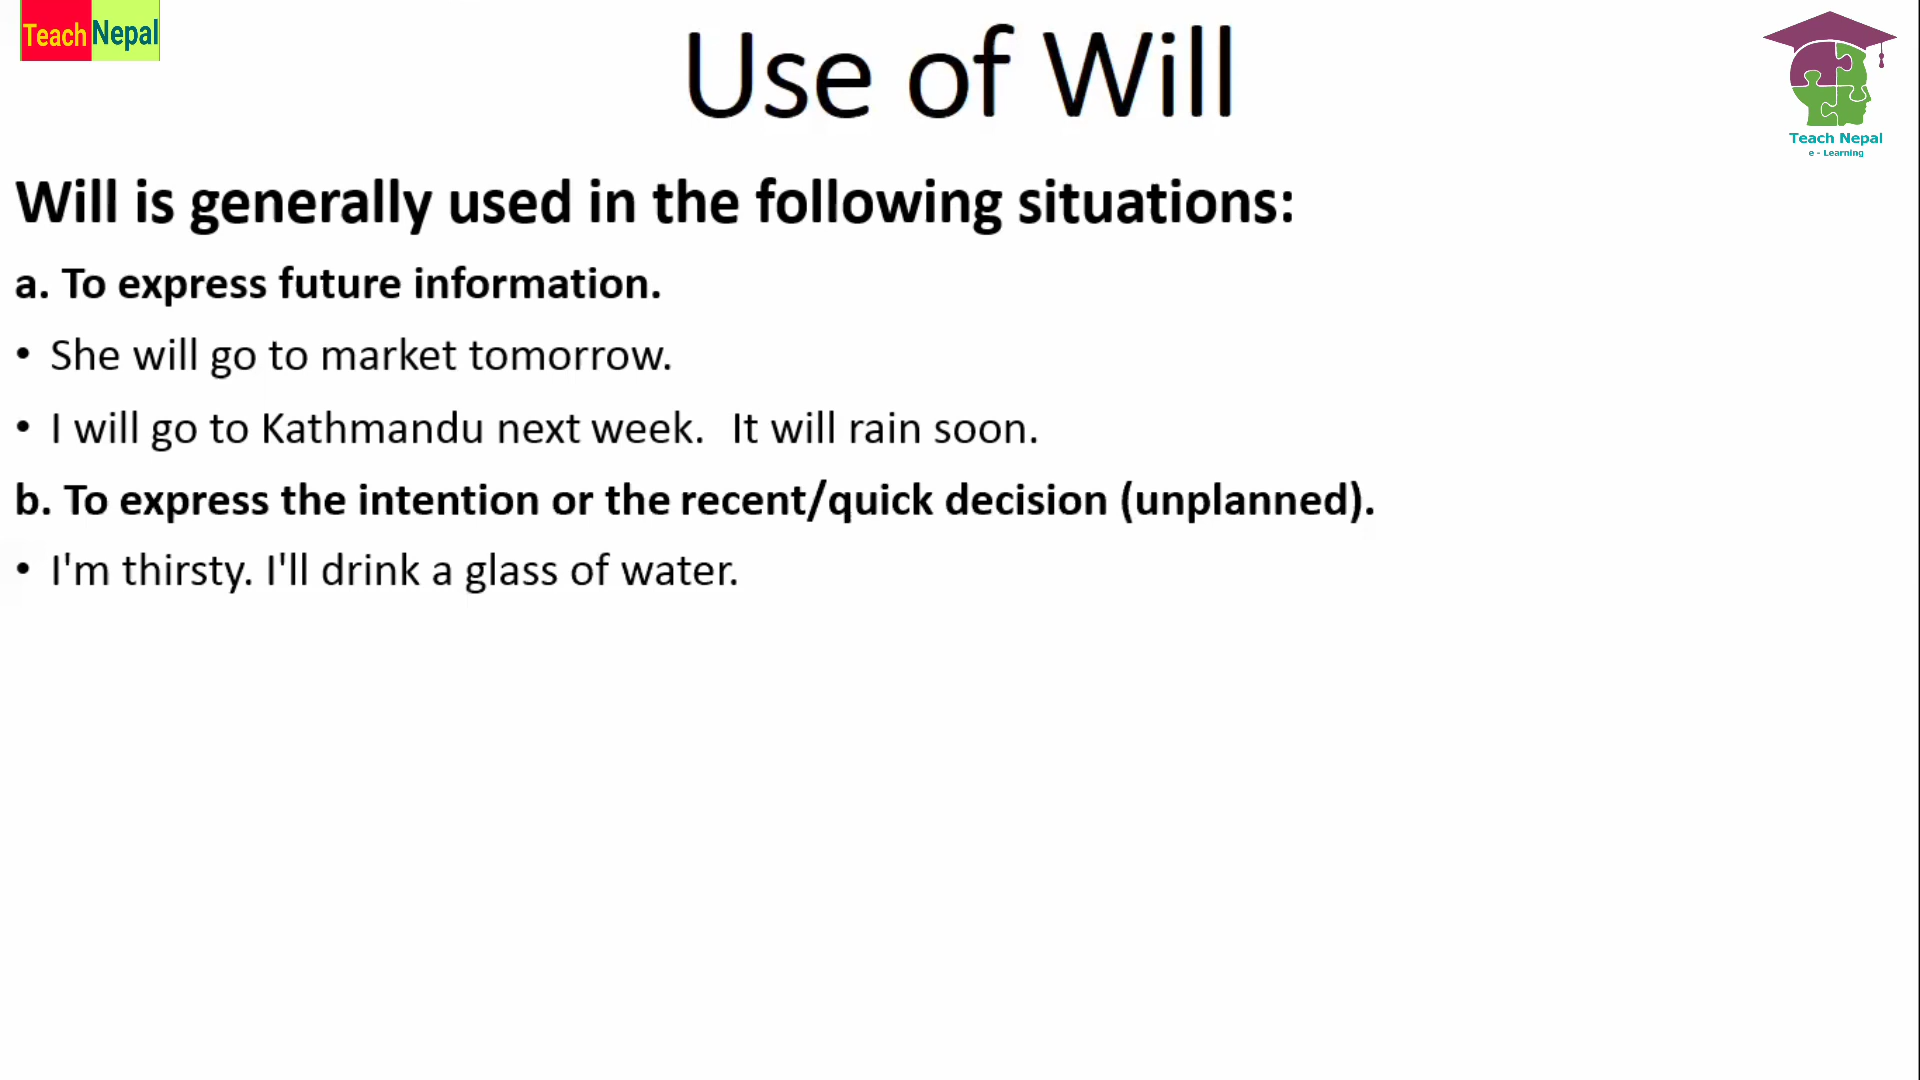 Teach Nepal
Use of Will
Teach Nepal
e - Learning
Will is generally used in the following situations:
a. To express future information.
• She will go to market tomorrow.
• I will go to Kathmandu next week. It will rain soon.
b. To express the intention or the recent/quick decision (unplanned).
• I'm thirsty. I'll drink a glass of water.